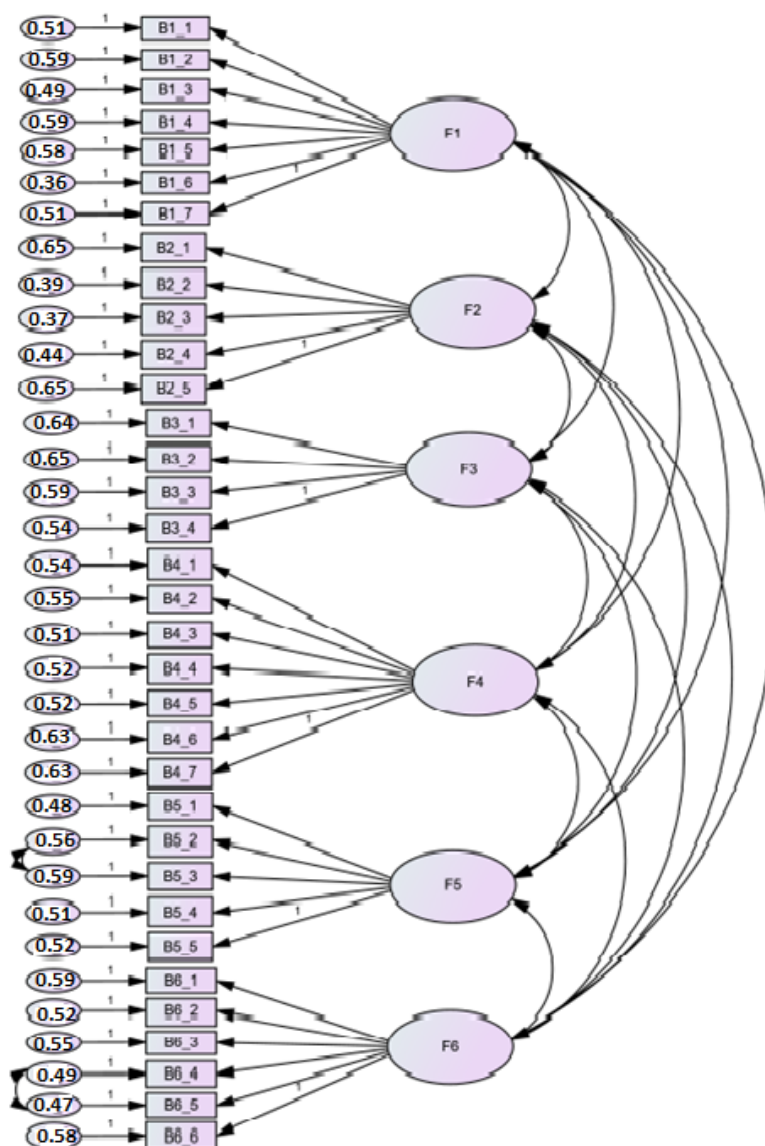 0.51 1 B1_1
0.59 1 B1_2
0.49 1 B1_3
0.59 1 B1_4
0.58 1 B1_5
0.36 1 B1_6
0.51 1 B1_7
1
F1
0.65 1 B2_1
0.39 1 B2_2
0.37 1 B2_3
0.44 1 B2_4
0.65 1 B2_5
1
F2
0.64 1 B3_1
0.65 1 B3_2
0.59 1 B3_3
0.54 1 B3_4
1
F3
0.54 1 B4_1
0.55 1 B4_2
0.51 1 B4_3
0.52 1 B4_4
0.52 1 B4_5
0.63 1 B4_6
0.63 1 B4_7
1
F4
0.48 1 B5_1
0.56 1 B5_2
0.59 1 B5_3
0.51 1 B5_4
0.52 1 B5_5
1
F5
0.59 1 B6_1
0.52 1 B6_2
0.55 1 B6_3
0.49 1 B6_4
0.47 1 B6_5
0.58 1 B6_6
1
F6